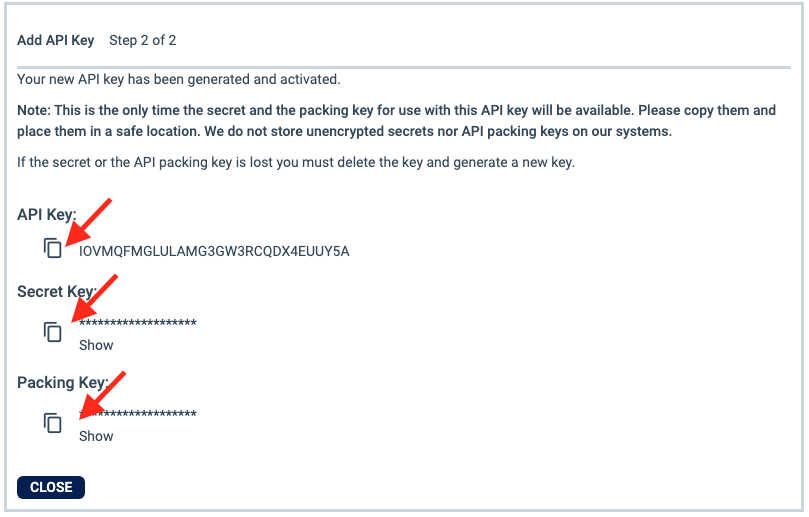 Add API Key Step 2 of 2
Your new API key has been generated and activated.
Note: This is the only time the secret and the packing key for use with this API key will be available. Please copy them and
place them in a safe location. We do not store unencrypted secrets nor API packing keys on our systems.
If the secret or the API packing key is lost you must delete the key and generate a new key.
API Key:
IOVMQFMGLULAMG3GW3RCQDX4EUUY5A
Secret Key:
*******************
Show
Packing Key:
*******************
Show
CLOSE